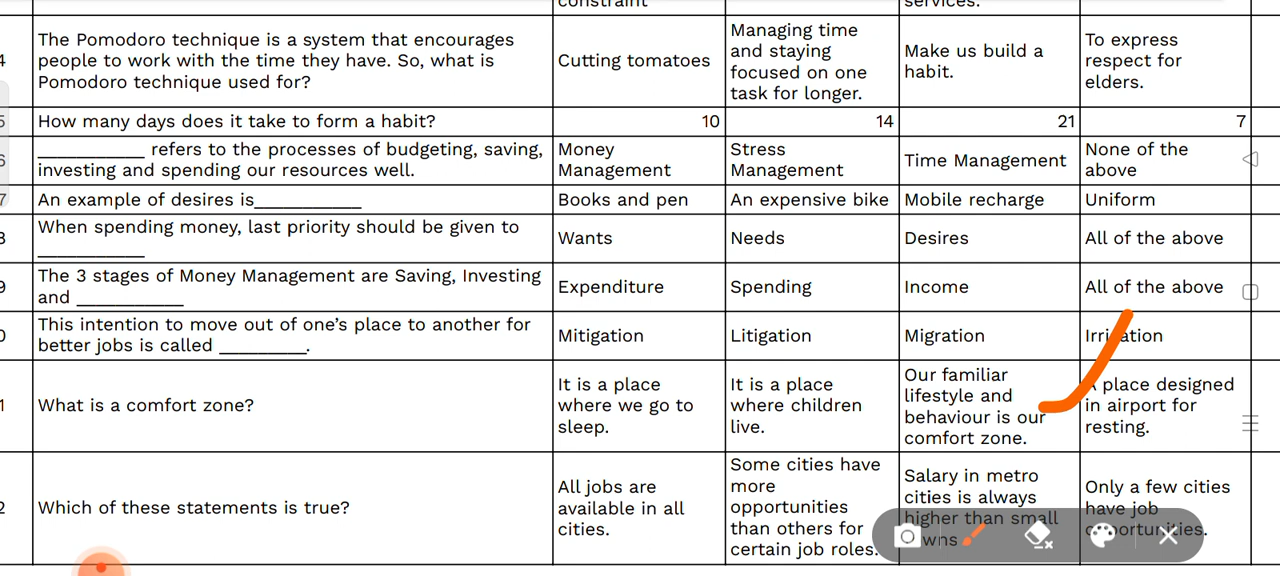 constraint
services.
4
The Pomodoro technique is a system that encourages
people to work with the time they have. So, what is
Pomodoro technique used for?
Cutting tomatoes
Managing time
and staying
focused on one
task for longer.
Make us build a
habit.
To express
respect for
elders.
5
How many days does it take to form a habit?
10
14
21
7
6
___________ refers to the processes of budgeting, saving,
investing and spending our resources well.
Money
Management
Stress
Management
Time Management
None of the
above
7
An example of desires is___________
Books and pen
An expensive bike
Mobile recharge
Uniform
When spending money, last priority should be given to
___________
Wants
Needs
Desires
All of the above
9
The 3 stages of Money Management are Saving, Investing
and ___________
Expenditure
Spending
Income
All of the above
This intention to move out of one's place to another for
better jobs is called _________.
Mitigation
Litigation
Migration
Irrigation
1
What is a comfort zone?
It is a place
where we go to
sleep.
It is a place
where children
live.
Our familiar
lifestyle and
behaviour is our
comfort zone.
A place designed
in airport for
resting.
2
Which of these statements is true?
All jobs are
available in all
cities.
Some cities have
more
opportunities
than others for
certain job roles.
Salary in metro
cities is always
higher than small
Only a few cities
have job
opportunities.